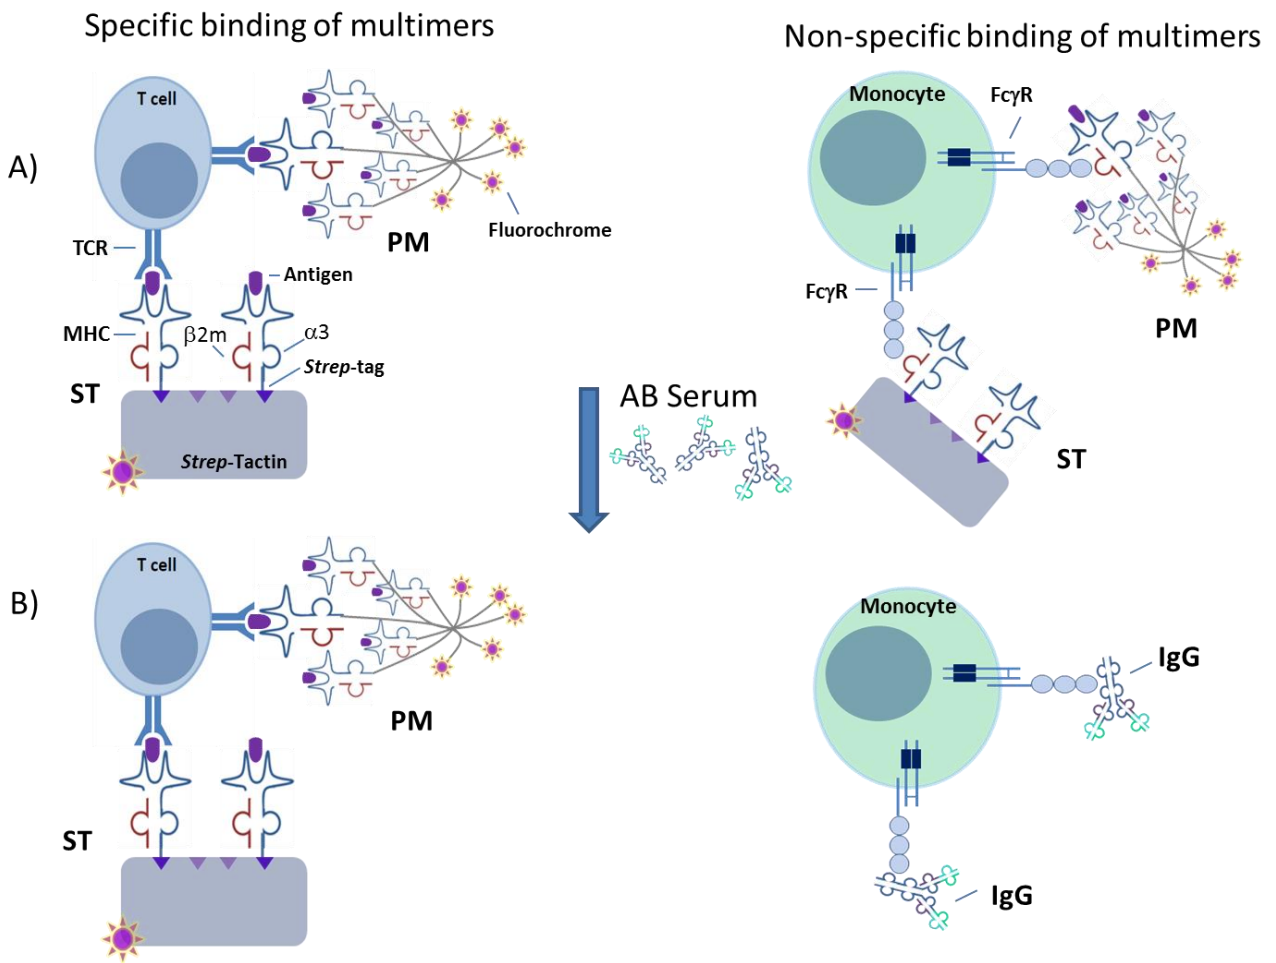 Specific binding of multimers
Non-specific binding of multimers
A)
T cell
Fluorochrome
PM
TCR
Antigen
MHC
β2m
α3
Strep-tag
ST
Strep-Tactin
Monocyte
FcγR
FcγR
PM
ST
AB Serum
B)
T cell
PM
ST
Monocyte
IgG
IgG